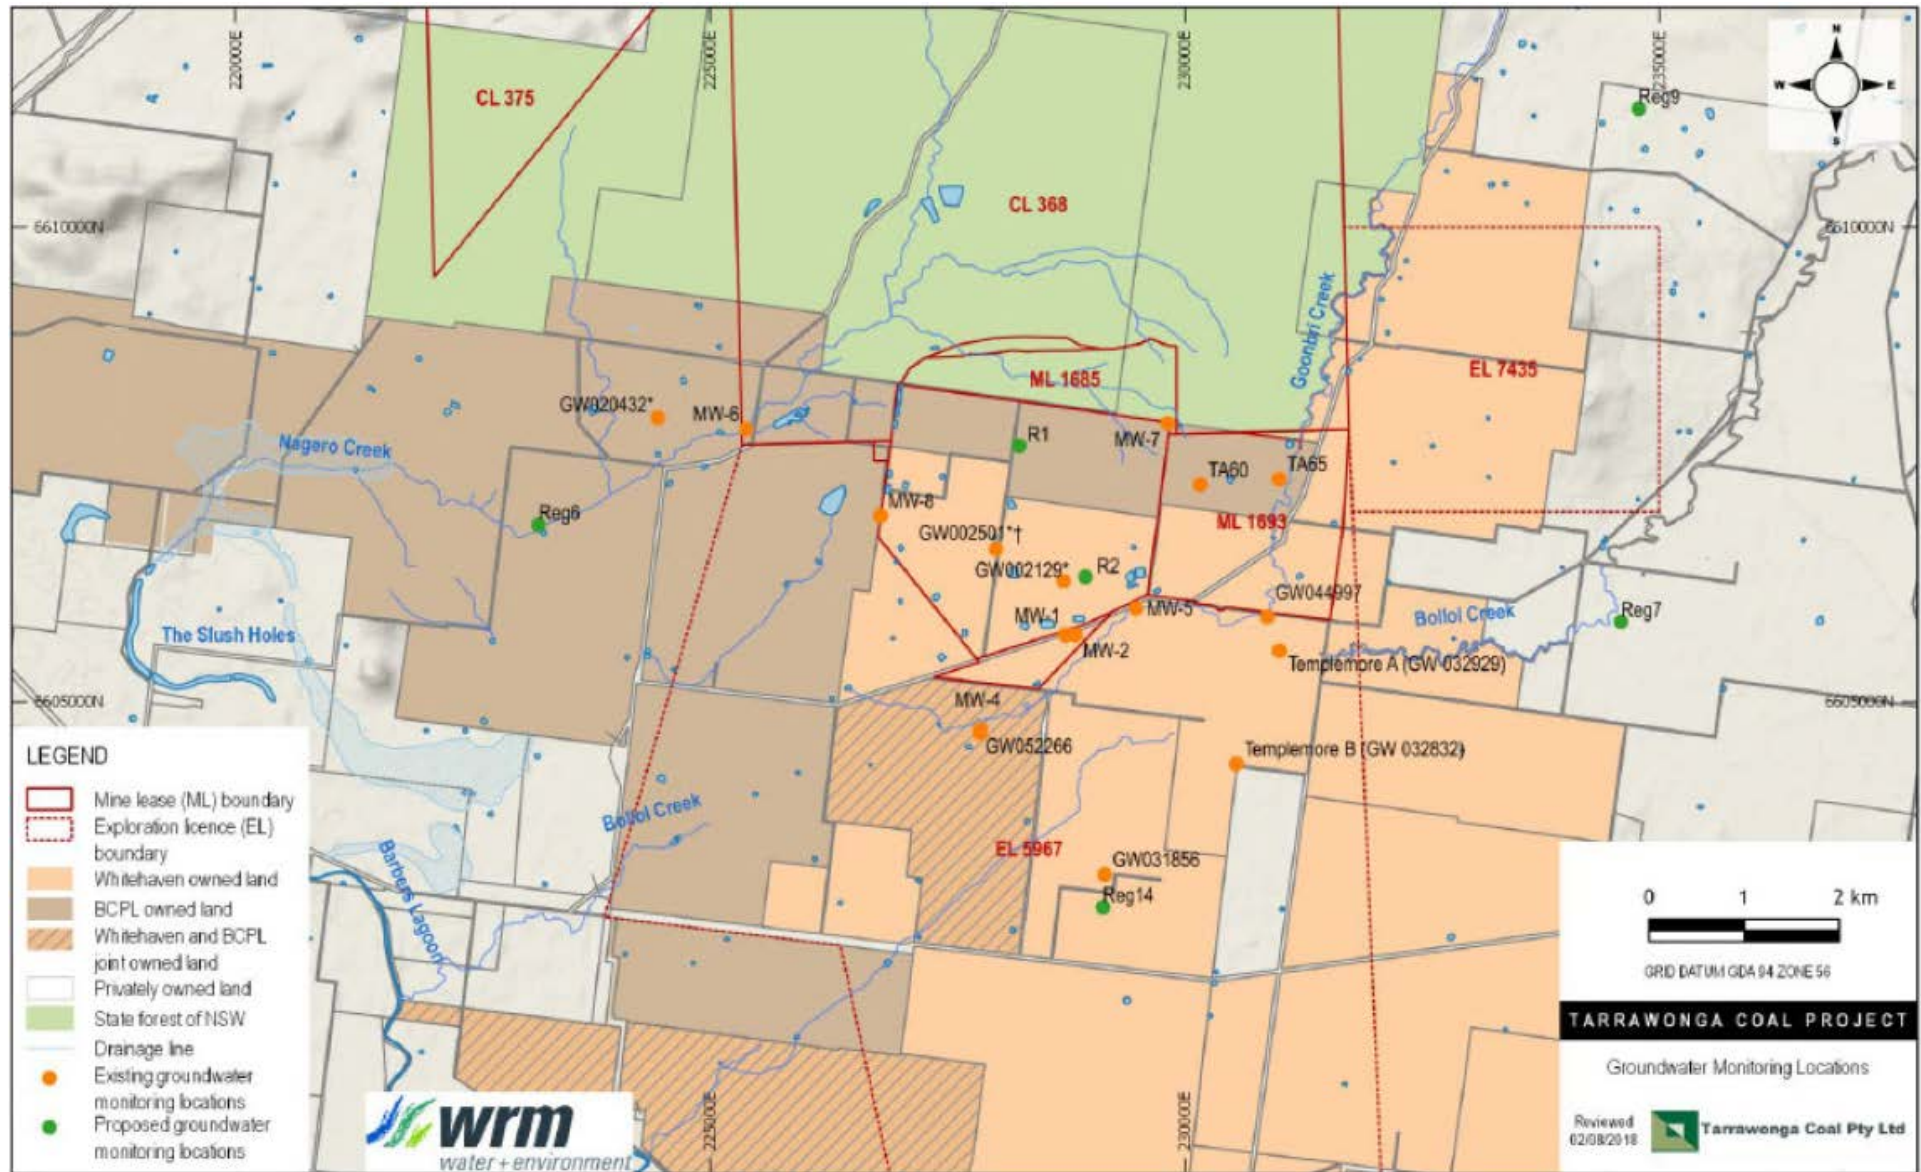 220000E
225000E
230000E
235000E
N
W
E
S
CL 375
Reg9
CL 368
6610000N
6610000N
Goonbri Creek
ML 1685
EL 7435
GW020432*
MW-6
R1
MW-7
Nagero Creek
TA60
TA65
Reg6
MW-8
ML 1693
GW002501*†
GW002129*
R2
GW044997
MW-1
MW-5
Bollol Creek
Reg7
The Slush Holes
MW-2
Templemore A (GW 032929)
MW-4
6605000N
6605000N
GW052266
Templemore B (GW 032832)
Bollol Creek
EL 5967
GW031856
Reg14
Barbers Lagoon
LEGEND
Mine lease (ML) boundary
Exploration licence (EL)
boundary
Whitehaven owned land
BCPL owned land
Whitehaven and BCPL
joint owned land
Privately owned land
State forest of NSW
Drainage line
Existing groundwater
monitoring locations
Proposed groundwater
monitoring locations
wrm
water + environment
225000E
230000E
0 1 2 km
GRID DATUM GDA 94 ZONE 56
TARRAWONGA COAL PROJECT
Groundwater Monitoring Locations
Reviewed
02/08/2018
Tarrawonga Coal Pty Ltd